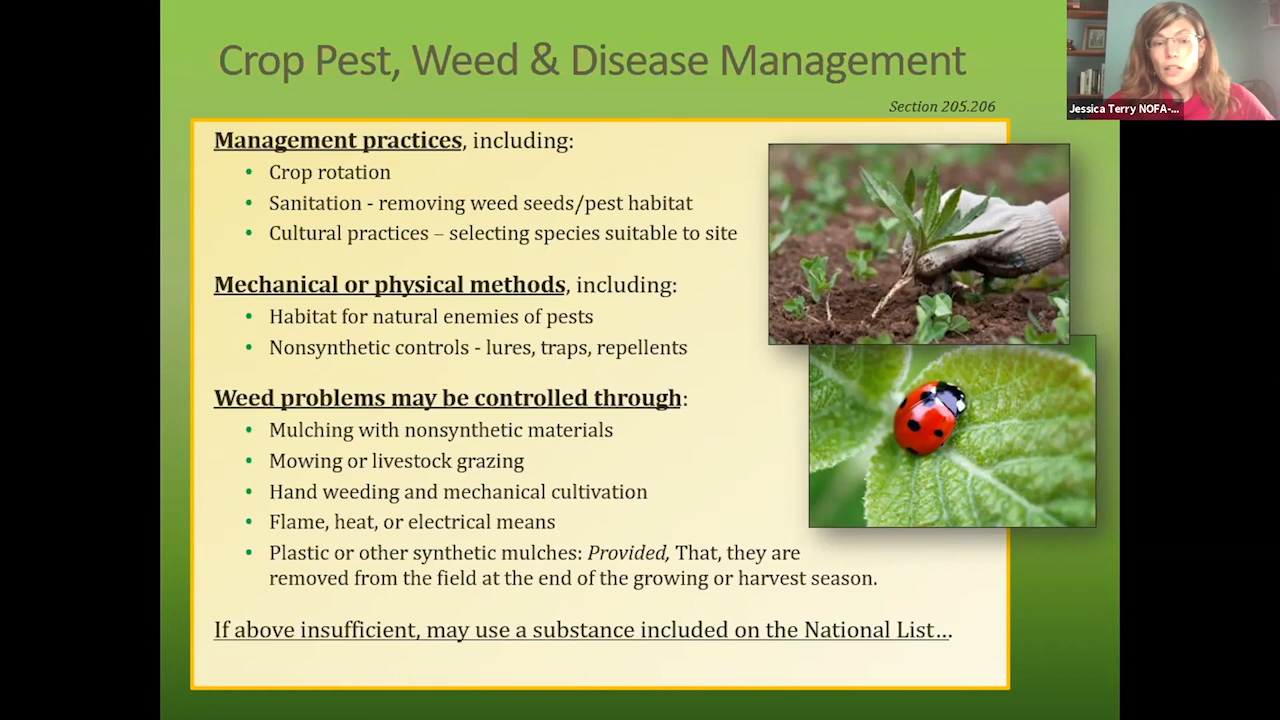 Crop Pest, Weed & Disease Management
Section 205.206
Jessica Terry NOFA-...
Management practices, including:
• Crop rotation
• Sanitation - removing weed seeds/pest habitat
• Cultural practices – selecting species suitable to site
Mechanical or physical methods, including:
• Habitat for natural enemies of pests
• Nonsynthetic controls - lures, traps, repellents
Weed problems may be controlled through:
• Mulching with nonsynthetic materials
• Mowing or livestock grazing
• Hand weeding and mechanical cultivation
• Flame, heat, or electrical means
• Plastic or other synthetic mulches: Provided, That, they are
removed from the field at the end of the growing or harvest season.
If above insufficient, may use a substance included on the National List…